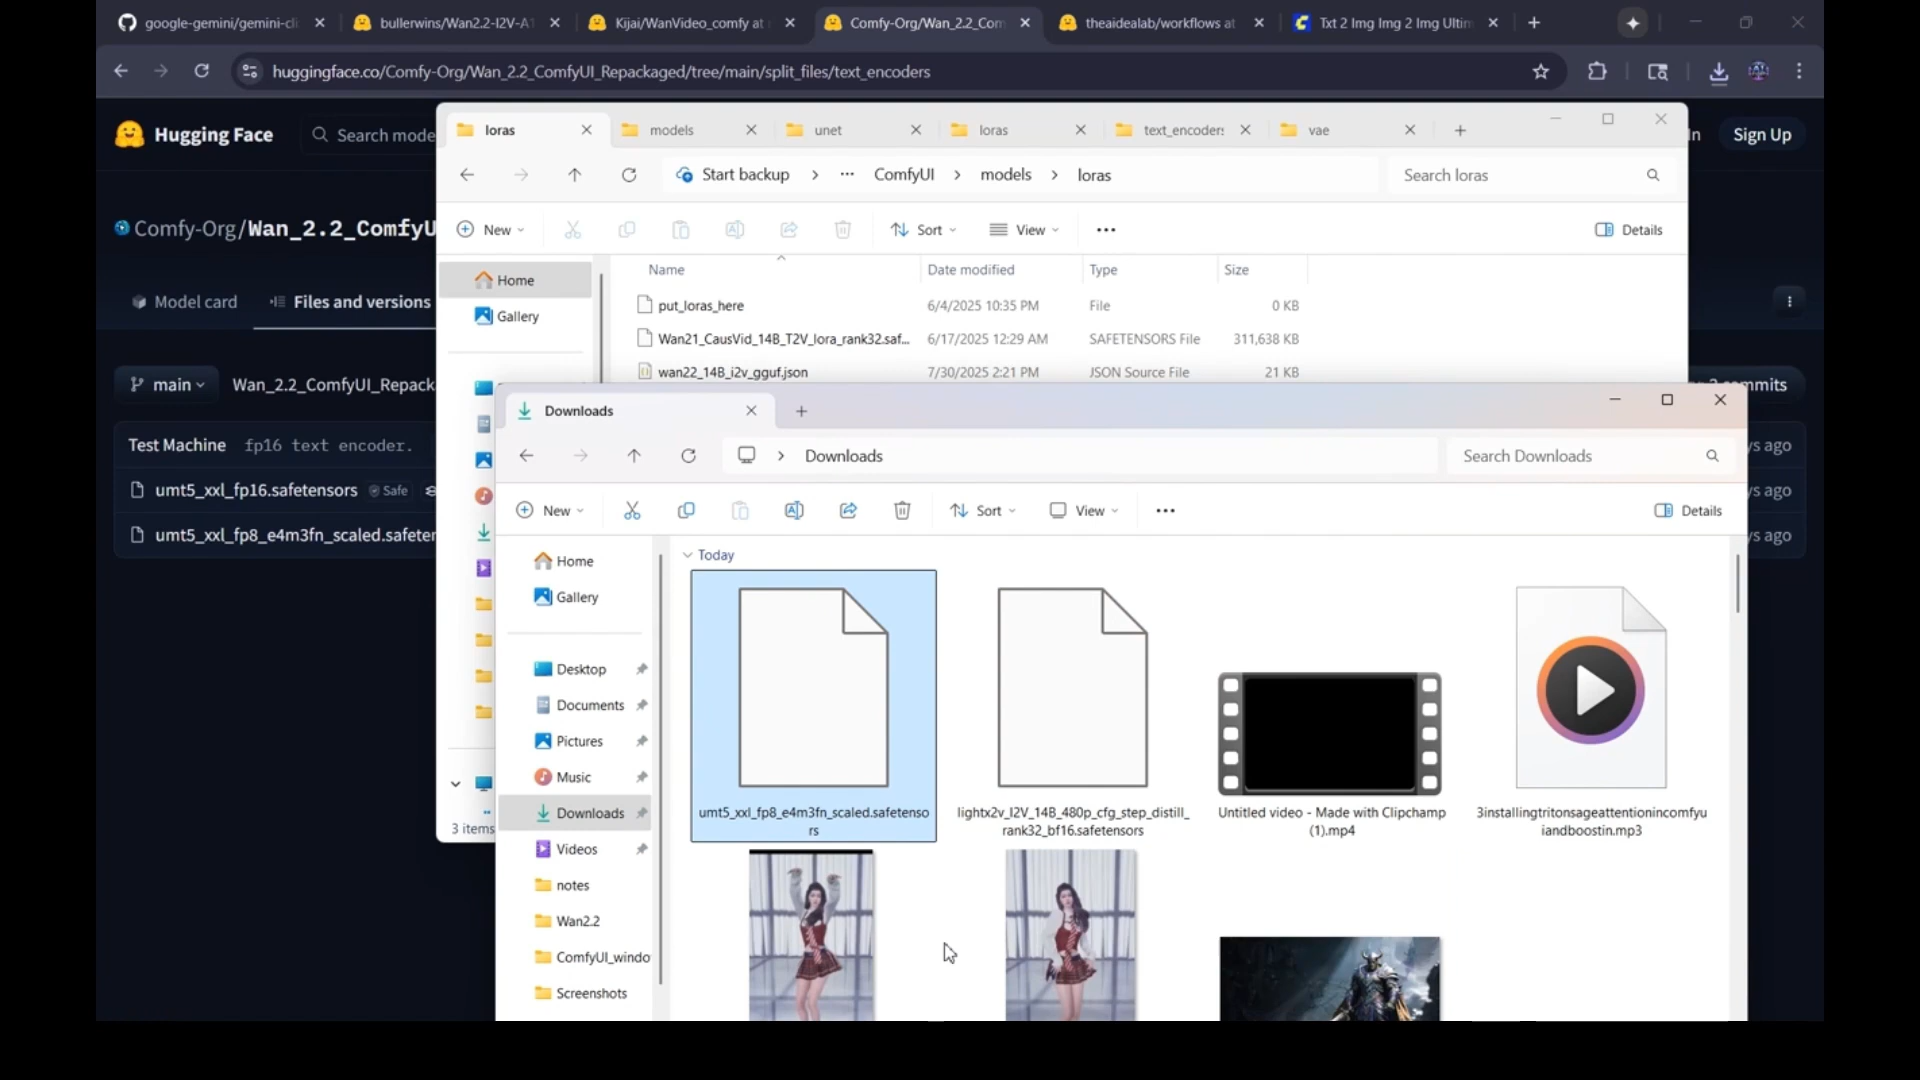 google-gemini/gemini-cli
bullerwins/Wan2.2-I2V-A1
Kijai/WanVideo_comfy at
Comfy-Org/Wan_2.2_Com
theaidealab/workflows at
Txt 2 Img Img 2 Img Ultim
huggingface.co/Comfy-Org/Wan_2.2_ComfyUI_Repackaged/tree/main/split_files/text_encoders
Hugging Face
Search mode
In
Sign Up
loras
models
unet
loras
text_encoders
vae
Start backup
ComfyUI
models
loras
Search loras
Comfy-Org/Wan_2.2_ComfyU
New
Sort
View
Details
Name
Date modified
Type
Size
Home
Gallery
Model card
Files and versions
put_loras_here
6/4/2025 10:35 PM
File
0 KB
Wan21_CausVid_14B_T2V_lora_rank32.saf...
6/17/2025 12:29 AM
SAFETENSORS File
311,638 KB
wan22_14B_i2v_gguf.json
7/30/2025 2:21 PM
JSON Source File
21 KB
main
Wan_2.2_ComfyUI_Repack
mmits
Test Machine
fp16 text encoder.
ys ago
umt5_xxl_fp16.safetensors
Safe
ys ago
umt5_xxl_fp8_e4m3fn_scaled.safeten
ys ago
3 items
Downloads
Downloads
Search Downloads
New
Sort
View
Details
Home
Gallery
Desktop
Documents
Pictures
Music
Downloads
Videos
notes
Wan2.2
ComfyUI_windo
Screenshots
Today
umt5_xxl_fp8_e4m3fn_scaled.safetenso
rs
lightx2v_I2V_14B_480p_cfg_step_distill_
rank32_bf16.safetensors
Untitled video - Made with Clipchamp
(1).mp4
3installingtritonsageattentionincomfyu
iandboostin.mp3